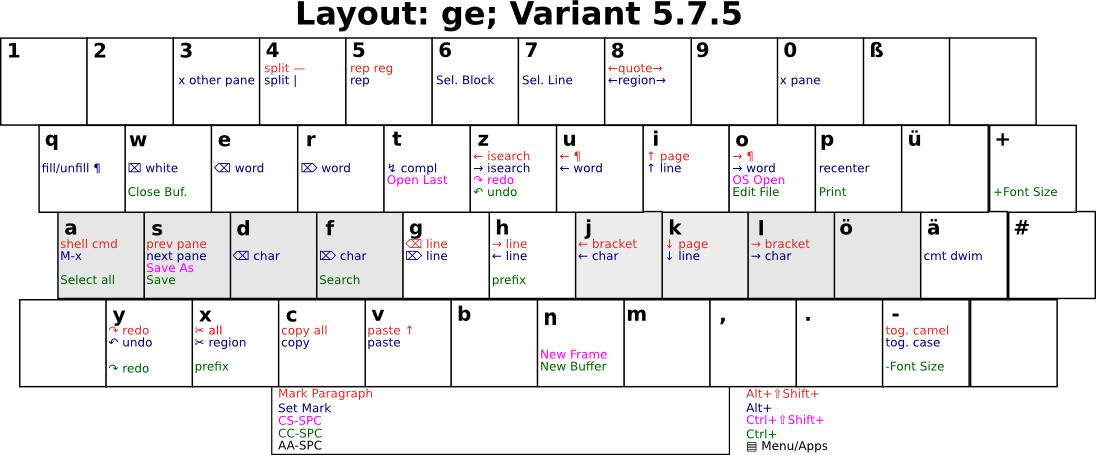 Layout: ge; Variant 5.7.5
1 2 3 4 5 6 7 8 9 0 ß
split — rep reg ←quote→
x other pane split | rep Sel. Block Sel. Line ←region→ x pane
q w e r t z u i o p ü +
← isearch ← ¶ ↑ page → ¶
fill/unfill ¶ ⌧ white ⌫ word ⌦ word ↯ compl → isearch ← word ↑ line → word recenter
Open Last ↷ redo OS Open
Close Buf. ↶ undo Edit File Print +Font Size
a s d f g h j k l ö ä #
shell cmd prev pane ⌫ line → line ← bracket ↓ page → bracket
M-x next pane ⌫ char ⌦ char ⌦ line ← line ← char ↓ line → char cmt dwim
Save As
Select all Save Search prefix
y x c v b n m , . -
↷ redo ✂ all copy all paste ↑ tog. camel
↶ undo ✂ region copy paste tog. case
New Frame
↷ redo prefix New Buffer -Font Size
Mark Paragraph Alt+⇧Shift+
Set Mark Alt+
CS-SPC Ctrl+⇧Shift+
CC-SPC Ctrl+
AA-SPC ▤ Menu/Apps